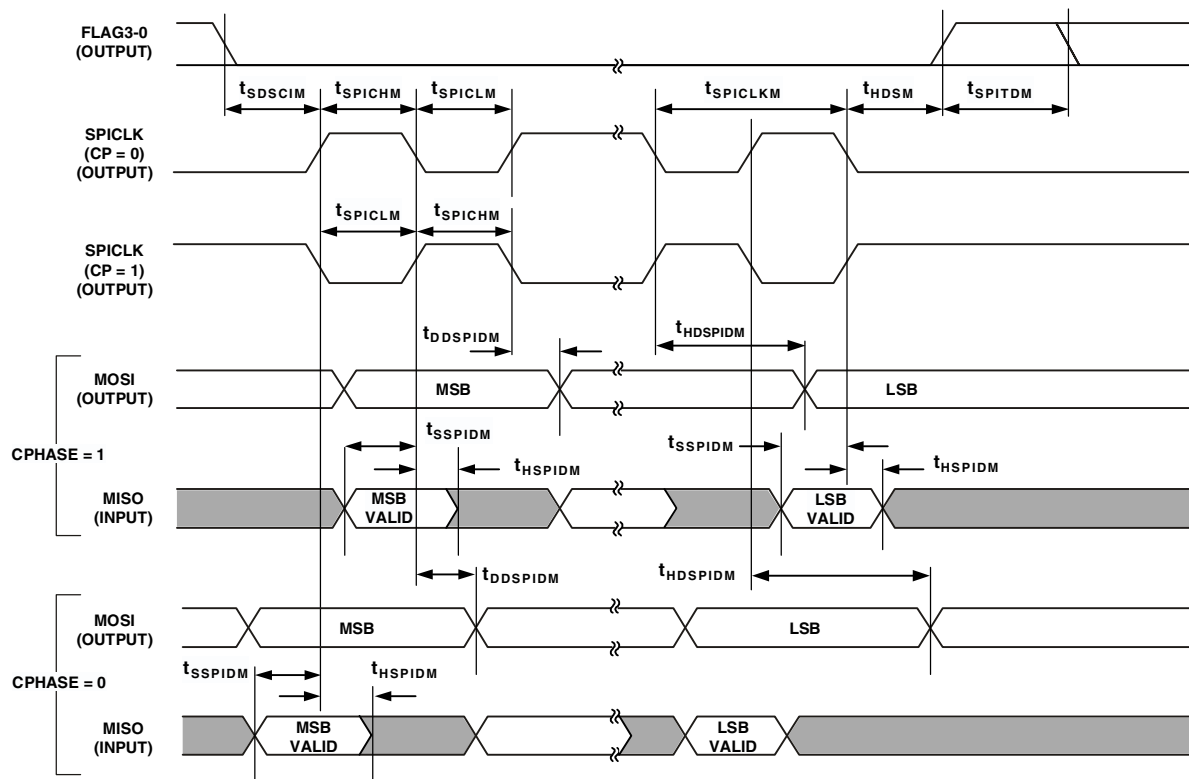 FLAG3-0
(OUTPUT)
tSDSCIM tSPICHM tSPICLM tSPICLKM tHDSM tSPITDM
SPICLK
(CP = 0)
(OUTPUT)
tSPICLM tSPICHM
SPICLK
(CP = 1)
(OUTPUT)
tDDSPIDM tHDSPIDM
MOSI
(OUTPUT)
MSB LSB
CPHASE = 1
tSSPIDM tSSPIDM
tHSPIDM tHSPIDM
MISO
(INPUT)
MSB
VALID
LSB
VALID
tDDSPIDM tHDSPIDM
MOSI
(OUTPUT)
MSB LSB
CPHASE = 0
tSSPIDM tHSPIDM
MISO
(INPUT)
MSB
VALID
LSB
VALID